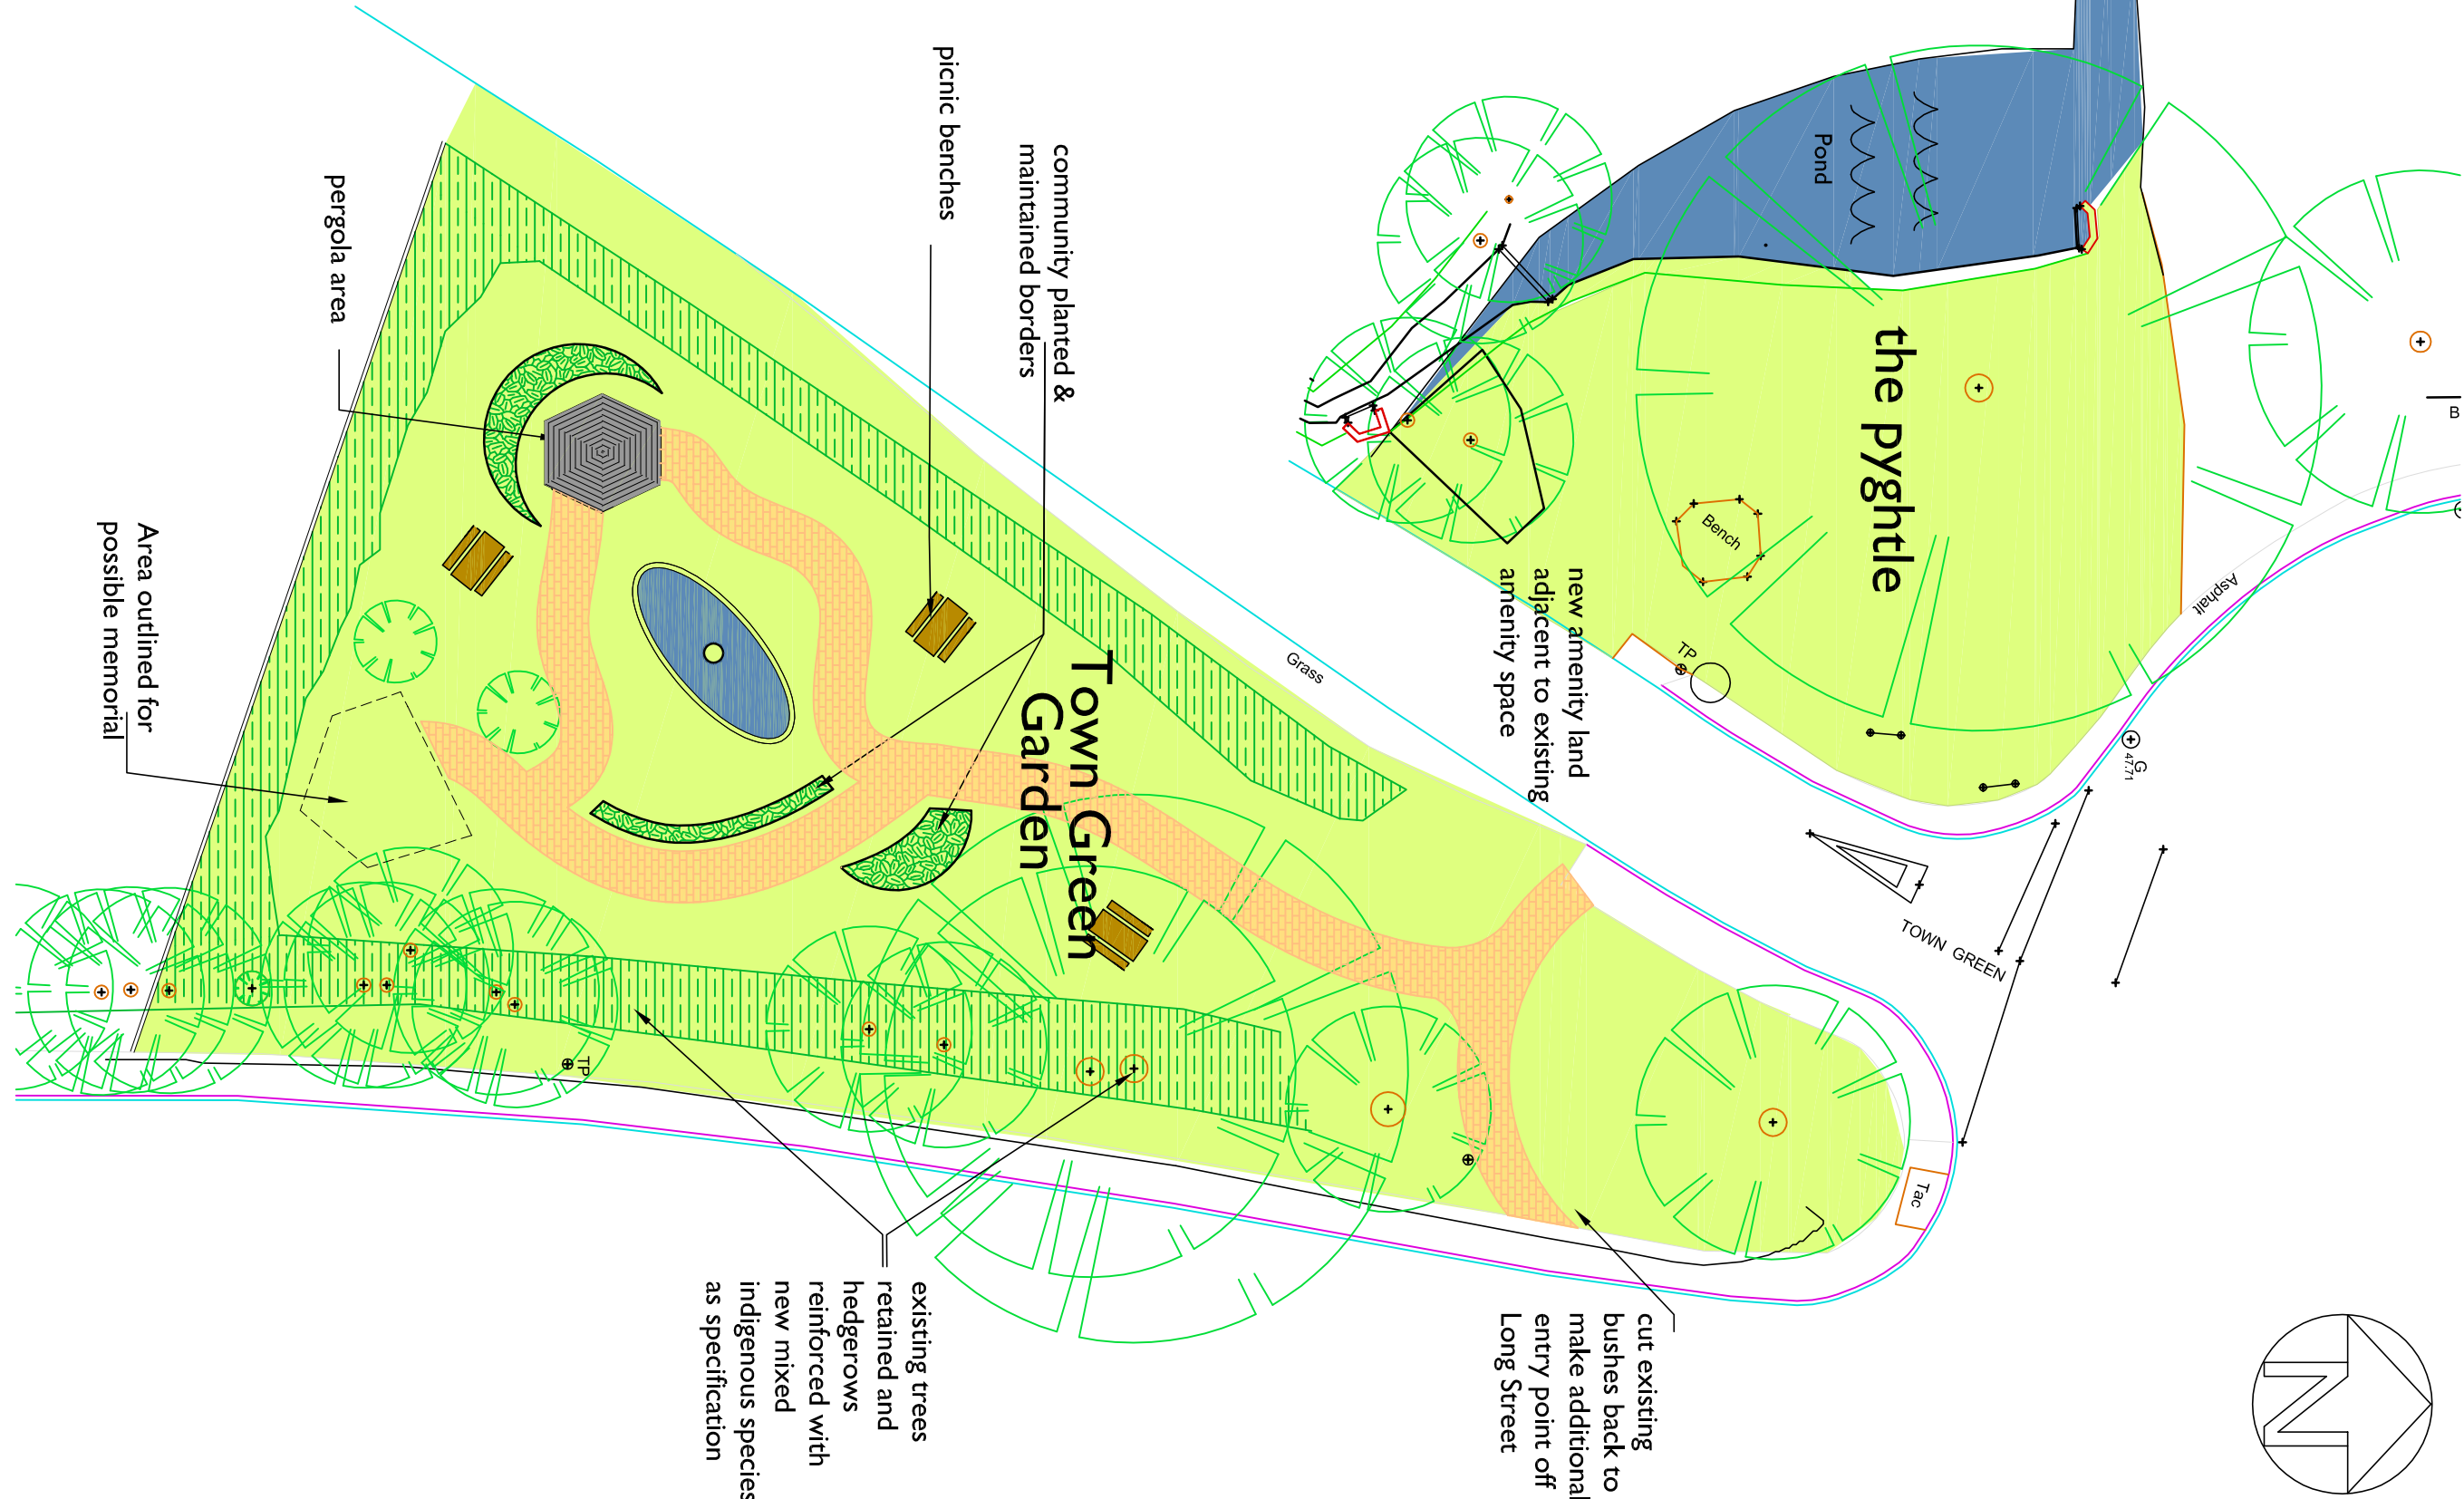 picnic benches
community planted &
maintained borders
pergola area
Area outlined for
possible memorial
Pond
the pyghtle
Bench
B
Asphalt
TP
G
47.71
new amenity land
adjacent to existing
amenity space
Grass
Town Green
Garden
TOWN GREEN
Tac
TP
existing trees
retained and
hedgerows
reinforced with
new mixed
indigenous species
as specification
cut existing
bushes back to
make additional
entry point off
Long Street
N